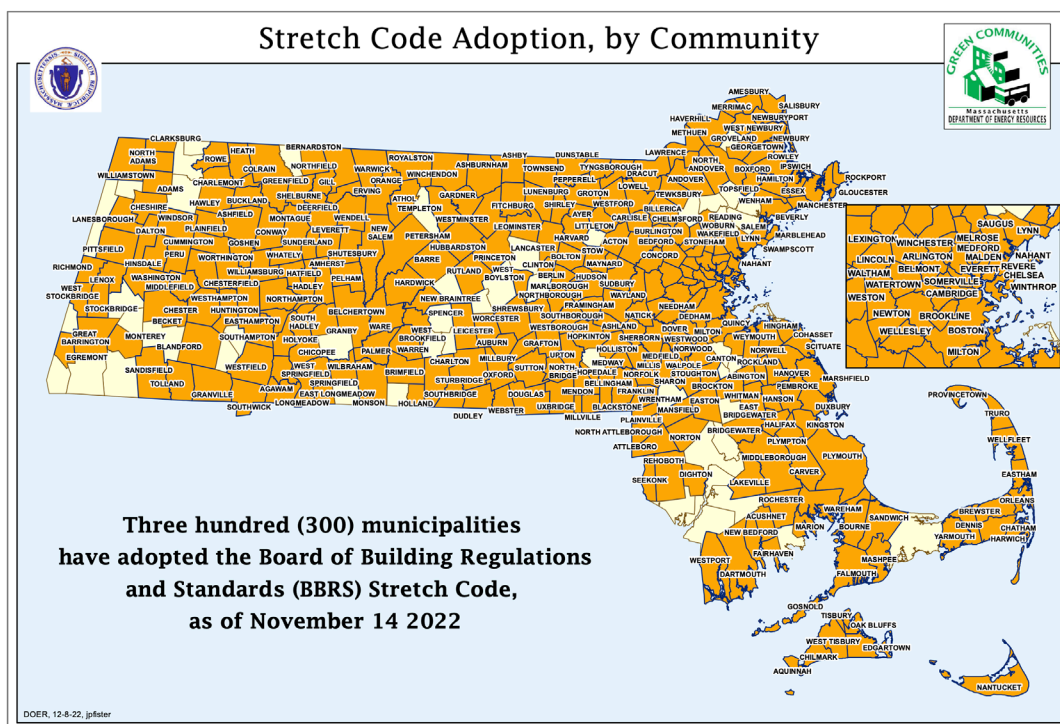 Stretch Code Adoption, by Community
GREEN COMMUNITIES
Massachusetts
DEPARTMENT OF ENERGY RESOURCES
AMESBURY
MERRIMAC
SALISBURY
HAVERHILL
NEWBURYPORT
METHUEN
WEST NEWBURY
GROVELAND
NEWBURY
GEORGETOWN
CLARKSBURG
BERNARDSTON
NORTH ADAMS
ROWE
HEATH
COLRAIN
NORTHFIELD
WARWICK
ROYALSTON
ASHBY
DUNSTABLE
LAWRENCE
NORTH ANDOVER
ROWLEY
IPSWICH
WILLIAMSTOWN
ADAMS
CHARLEMONT
GREENFIELD
GILL
ORANGE
WINCHENDON
ASHBURNHAM
TOWNSEND
TYNGSBOROUGH
PEPPERELL
DRACUT
ANDOVER
BOXFORD
HAMILTON
ROCKPORT
GLOUCESTER
HAWLEY
BUCKLAND
SHELBURNE
ERVING
ATHOL
GARDNER
LUNENBURG
GROTON
LOWELL
TEWKSBURY
TOPSFIELD
ESSEX
MANCHESTER
CHESHIRE
DEERFIELD
TEMPLETON
FITCHBURG
SHIRLEY
WESTFORD
BILLERICA
WENHAM
LANESBOROUGH
WINDSOR
ASHFIELD
MONTAGUE
WENDELL
WESTMINSTER
AYER
CARLISLE
CHELMSFORD
READING
BEVERLY
DALTON
PLAINFIELD
CONWAY
LEVERETT
NEW SALEM
PETERSHAM
LEOMINSTER
LITTLETON
BURLINGTON
WOBURN
SALEM
WAKEFIELD
MARBLEHEAD
PITTSFIELD
CUMMINGTON
GOSHEN
SUNDERLAND
HUBBARDSTON
LANCASTER
HARVARD
ACTON
BEDFORD
STONEHAM
LYNN
SWAMPSCOTT
PERU
WORTHINGTON
WHATELY
SHUTESBURY
BARRE
PRINCETON
STOW
BOLTON
MAYNARD
CONCORD
NAHANT
RICHMOND
HINSDALE
LENOX
WASHINGTON
WILLIAMSBURG
AMHERST
HATFIELD
PELHAM
HARDWICK
RUTLAND
CLINTON
WEST BOYLSTON
BERLIN
HUDSON
SUDBURY
MARLBOROUGH
WEST STOCKBRIDGE
MIDDLEFIELD
CHESTERFIELD
HADLEY
NORTHBOROUGH
WAYLAND
STOCKBRIDGE
CHESTER
WESTHAMPTON
NORTHAMPTON
BELCHERTOWN
NEW BRAINTREE
SHREWSBURY
FRAMINGHAM
NEEDHAM
BECKET
HUNTINGTON
SOUTH HADLEY
SPENCER
WORCESTER
SOUTHBOROUGH
NATICK
DEDHAM
QUINCY
HINGHAM
COHASSET
GREAT BARRINGTON
MONTEREY
EASTHAMPTON
GRANBY
WARE
WEST BROOKFIELD
LEICESTER
WESTBOROUGH
ASHLAND
DOVER
MILTON
WEYMOUTH
SCITUATE
BLANDFORD
SOUTHAMPTON
HOLYOKE
WARREN
AUBURN
GRAFTON
HOPKINTON
SHERBORN
WESTWOOD
NORWOOD
NORWELL
EGREMONT
CHICOPEE
PALMER
CHARLTON
MILLBURY
UPTON
HOLLISTON
MEDFIELD
CANTON
ROCKLAND
SANDISFIELD
WESTFIELD
WEST SPRINGFIELD
WILBRAHAM
BRIMFIELD
SUTTON
NORTH-BRIDGE
MEDWAY
MILLIS
WALPOLE
STOUGHTON
ABINGTON
HANOVER
MARSHFIELD
TOLLAND
SPRINGFIELD
STURBRIDGE
OXFORD
HOPEDALE
NORFOLK
SHARON
BROCKTON
PEMBROKE
GRANVILLE
AGAWAM
EAST LONGMEADOW
SOUTHBRIDGE
DOUGLAS
MENDON
BELLINGHAM
FRANKLIN
WRENTHAM
EASTON
WHITMAN
HANSON
SOUTHWICK
LONGMEADOW
MONSON
HOLLAND
WEBSTER
UXBRIDGE
BLACKSTONE
MANSFIELD
EAST BRIDGEWATER
DUXBURY
DUDLEY
MILLVILLE
PLAINVILLE
HALIFAX
KINGSTON
NORTH ATTLEBOROUGH
BRIDGEWATER
PLYMPTON
ATTLEBORO
NORTON
MIDDLEBOROUGH
PLYMOUTH
REHOBOTH
CARVER
SEEKONK
DIGHTON
LAKEVILLE
ROCHESTER
WAREHAM
ACUSHNET
NEW BEDFORD
MARION
BOURNE
SANDWICH
FAIRHAVEN
WESTPORT
DARTMOUTH
MASHPEE
FALMOUTH
PROVINCETOWN
TRURO
WELLFLEET
EASTHAM
ORLEANS
BREWSTER
DENNIS
CHATHAM
YARMOUTH
HARWICH
GOSNOLD
TISBURY
OAK BLUFFS
WEST TISBURY
EDGARTOWN
CHILMARK
AQUINNAH
NANTUCKET
SAUGUS
LYNN
LEXINGTON
WINCHESTER
MELROSE
MEDFORD
NAHANT
LINCOLN
ARLINGTON
MALDEN
REVERE
WALTHAM
BELMONT
EVERETT
CHELSEA
WATERTOWN
SOMERVILLE
WINTHROP
WESTON
CAMBRIDGE
NEWTON
BROOKLINE
WELLESLEY
BOSTON
MILTON
Three hundred (300) municipalities
have adopted the Board of Building Regulations
and Standards (BBRS) Stretch Code,
as of November 14 2022
DOER, 12-8-22, jpfister